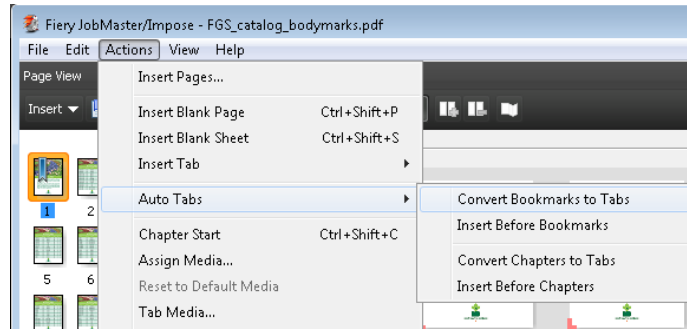 Fiery JobMaster/Impose - FGS_catalog_bodymarks.pdf
File Edit Actions View Help
Page View
Insert
Insert Pages...
Insert Blank Page Ctrl+Shift+P
Insert Blank Sheet Ctrl+Shift+S
Insert Tab
Auto Tabs
Convert Bookmarks to Tabs
Insert Before Bookmarks
Convert Chapters to Tabs
Insert Before Chapters
Chapter Start Ctrl+Shift+C
Assign Media...
Reset to Default Media
Tab Media...
1 2
5 6